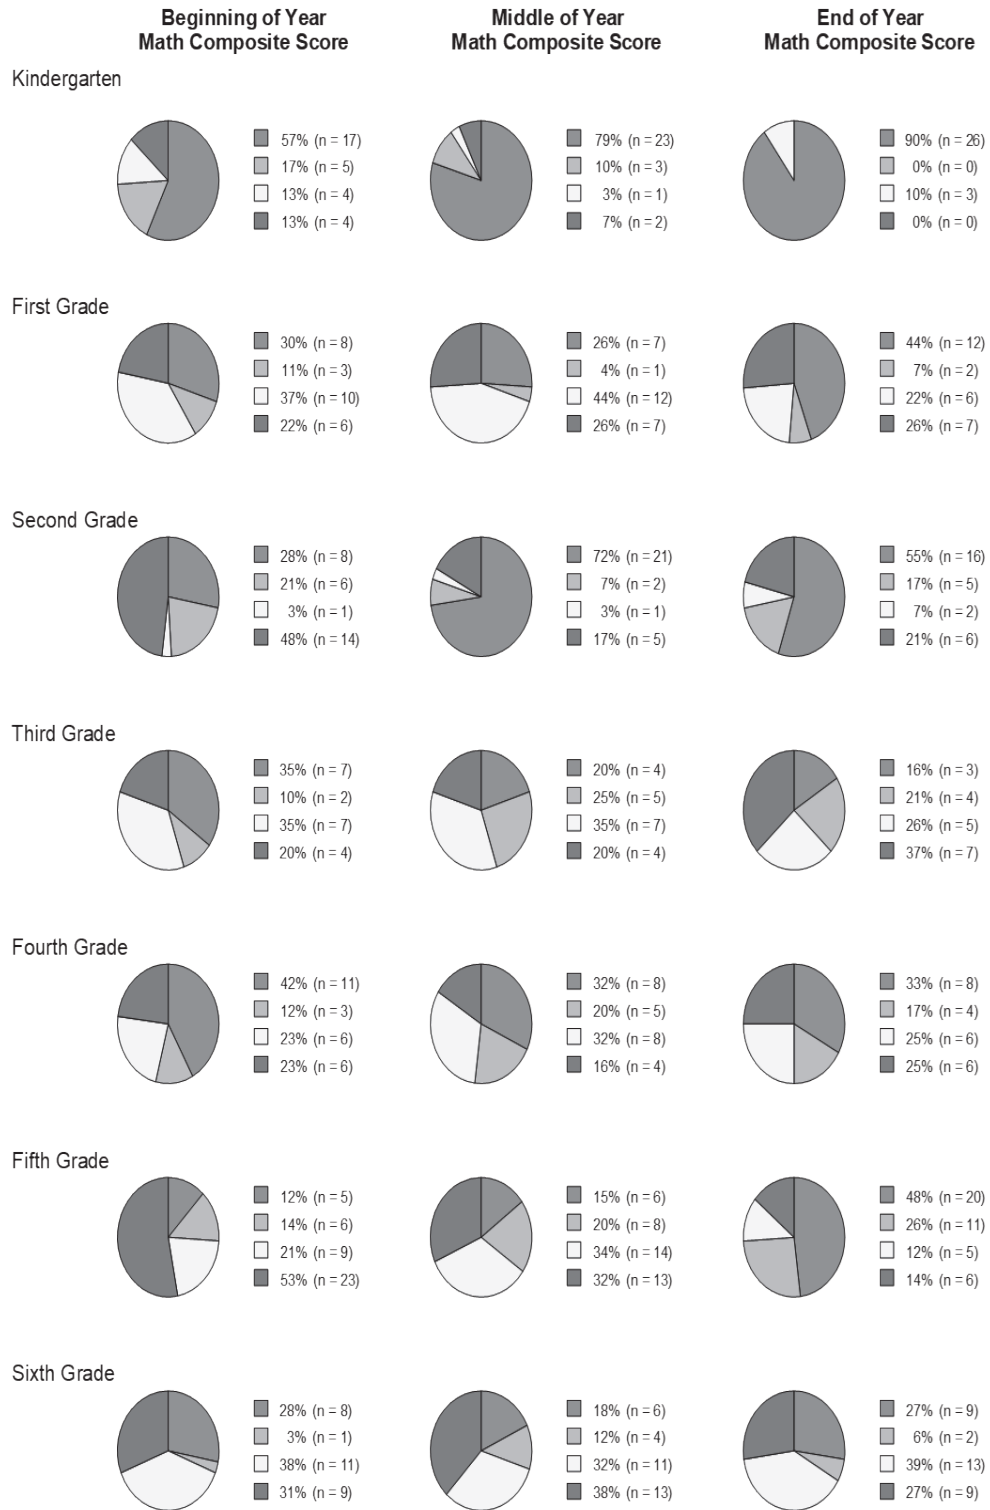 Beginning of Year Middle of Year End of Year
Math Composite Score Math Composite Score Math Composite Score
Kindergarten
57% (n = 17) 79% (n = 23) 90% (n = 26)
17% (n = 5) 10% (n = 3) 0% (n = 0)
13% (n = 4) 3% (n = 1) 10% (n = 3)
13% (n = 4) 7% (n = 2) 0% (n = 0)
First Grade
30% (n = 8) 26% (n = 7) 44% (n = 12)
11% (n = 3) 4% (n = 1) 7% (n = 2)
37% (n = 10) 44% (n = 12) 22% (n = 6)
22% (n = 6) 26% (n = 7) 26% (n = 7)
Second Grade
28% (n = 8) 72% (n = 21) 55% (n = 16)
21% (n = 6) 7% (n = 2) 17% (n = 5)
3% (n = 1) 3% (n = 1) 7% (n = 2)
48% (n = 14) 17% (n = 5) 21% (n = 6)
Third Grade
35% (n = 7) 20% (n = 4) 16% (n = 3)
10% (n = 2) 25% (n = 5) 21% (n = 4)
35% (n = 7) 35% (n = 7) 26% (n = 5)
20% (n = 4) 20% (n = 4) 37% (n = 7)
Fourth Grade
42% (n = 11) 32% (n = 8) 33% (n = 8)
12% (n = 3) 20% (n = 5) 17% (n = 4)
23% (n = 6) 32% (n = 8) 25% (n = 6)
23% (n = 6) 16% (n = 4) 25% (n = 6)
Fifth Grade
12% (n = 5) 15% (n = 6) 48% (n = 20)
14% (n = 6) 20% (n = 8) 26% (n = 11)
21% (n = 9) 34% (n = 14) 12% (n = 5)
53% (n = 23) 32% (n = 13) 14% (n = 6)
Sixth Grade
28% (n = 8) 18% (n = 6) 27% (n = 9)
3% (n = 1) 12% (n = 4) 6% (n = 2)
38% (n = 11) 32% (n = 11) 39% (n = 13)
31% (n = 9) 38% (n = 13) 27% (n = 9)